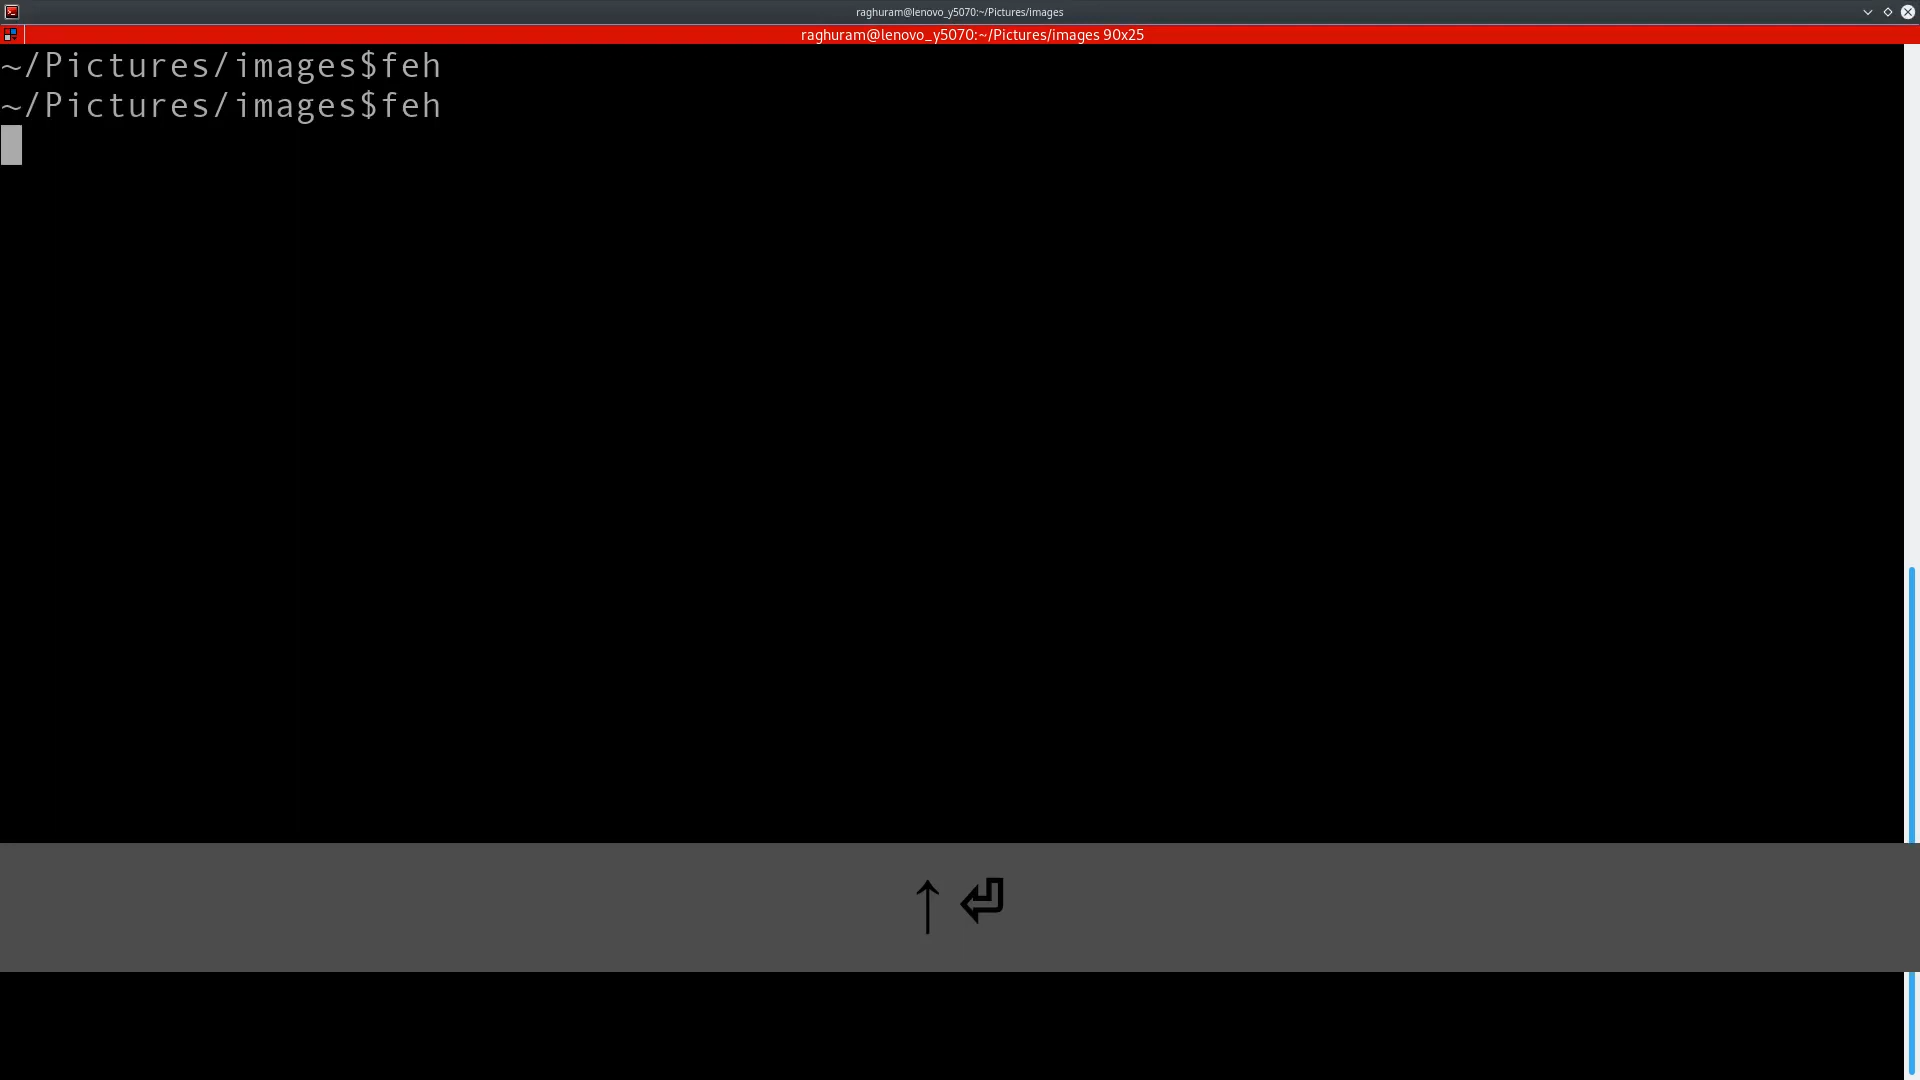 raghuram@lenovo_y5070:~/Pictures/images
raghuram@lenovo_y5070:~/Pictures/images 90x25
~/Pictures/images$feh
~/Pictures/images$feh
↑ ⏎